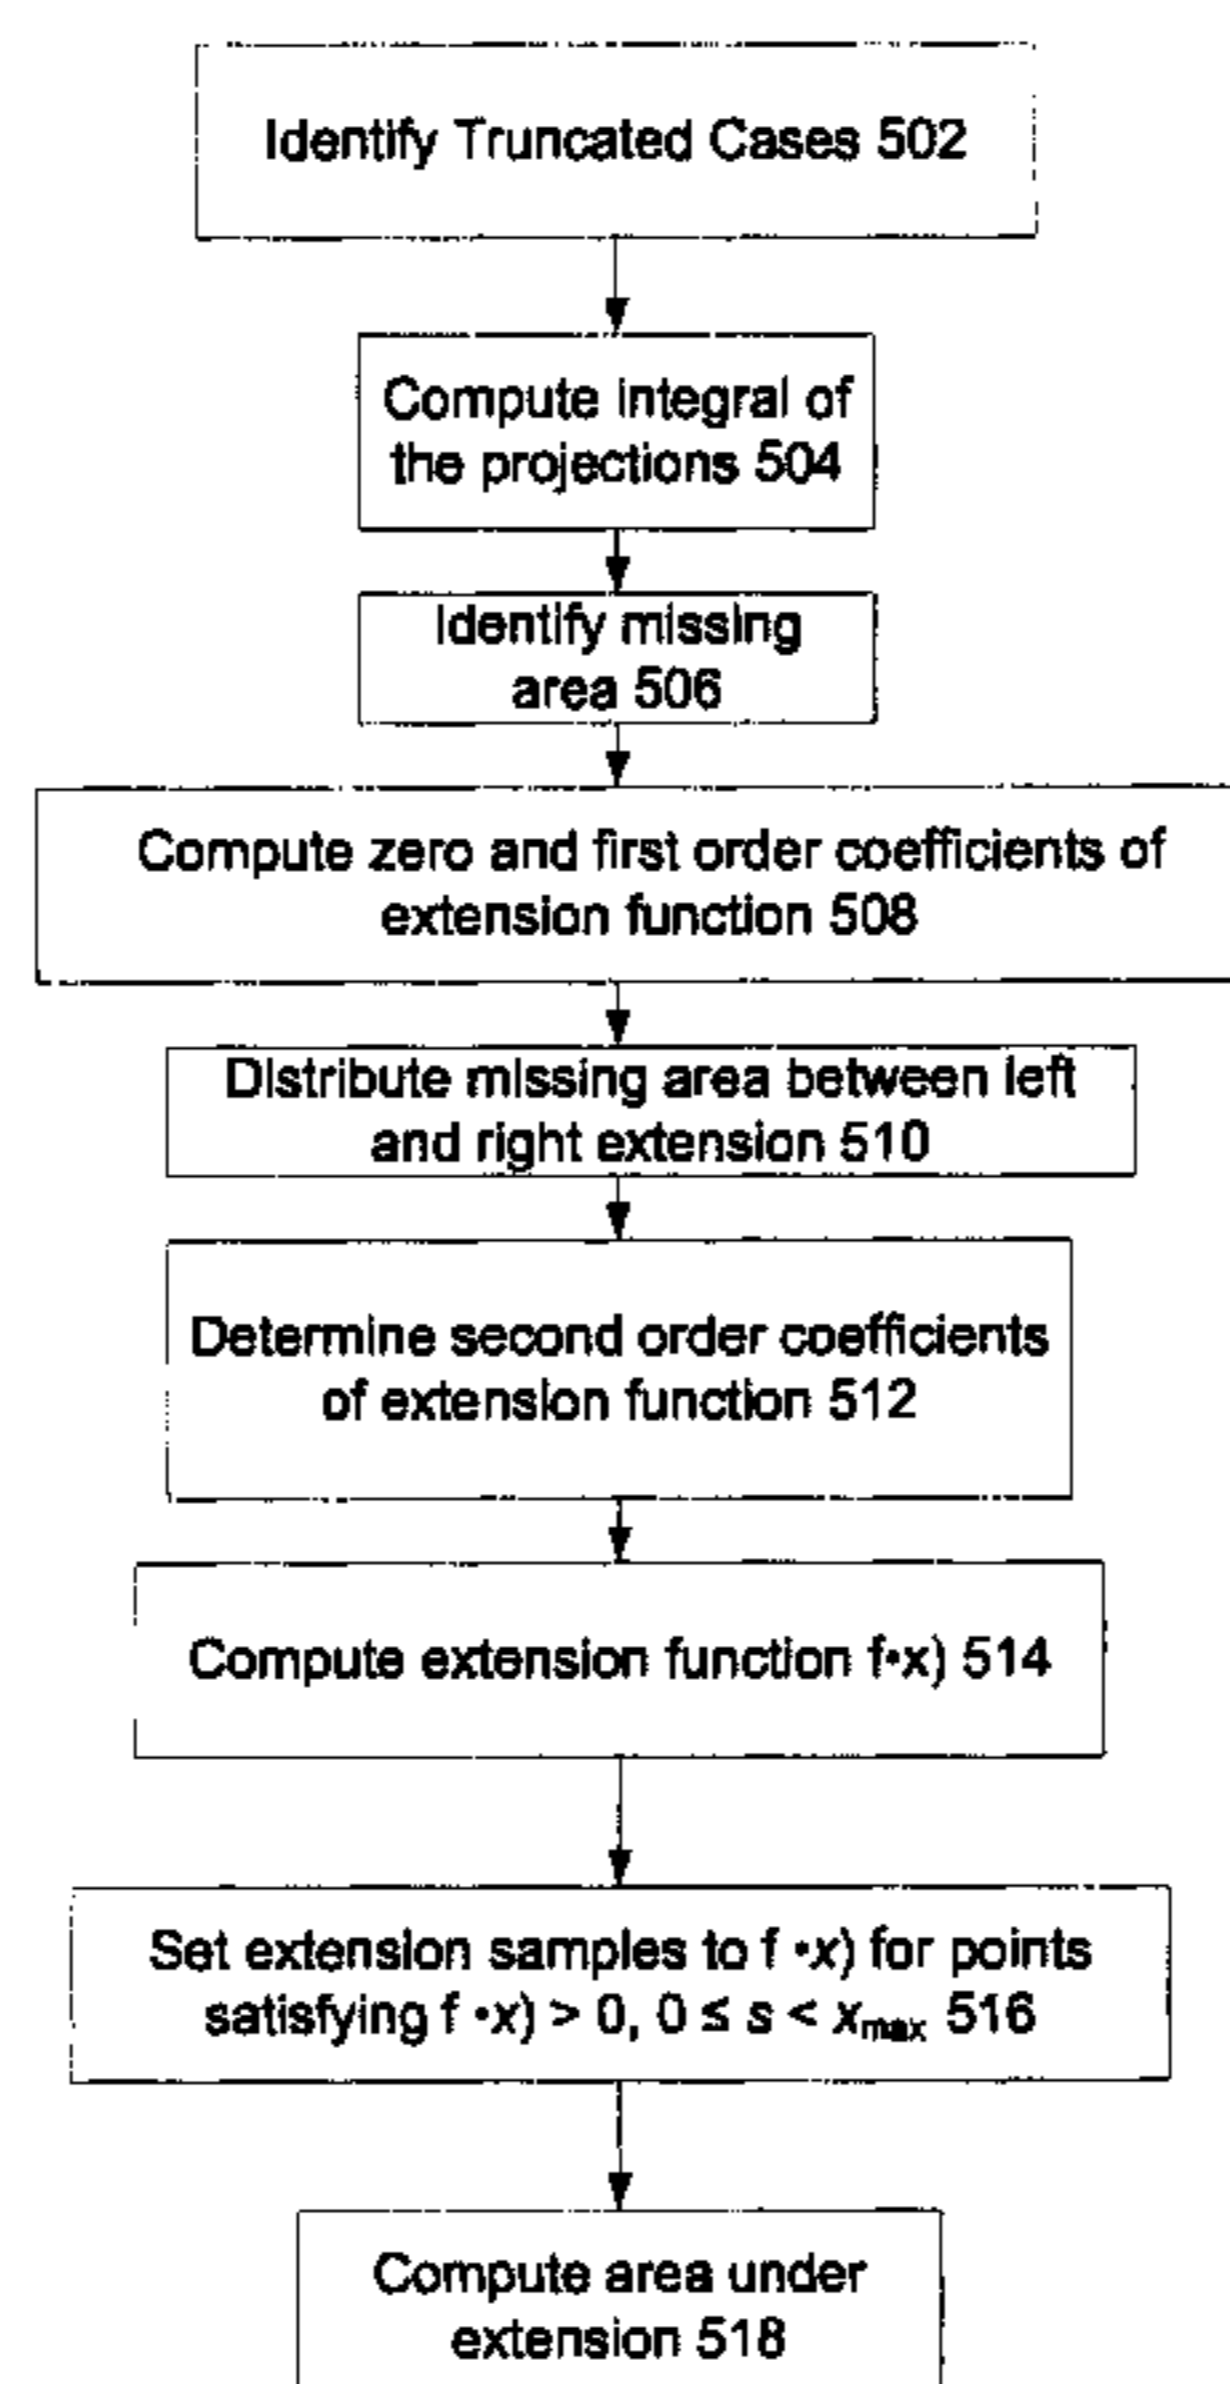 Identify Truncated Cases 502
Compute integral of
the projections 504
Identify missing
area 506
Compute zero and first order coefficients of
extension function 508
Distribute missing area between left
and right extension 510
Determine second order coefficients
of extension function 512
Compute extension function f•x) 514
Set extension samples to f •x) for points
satisfying f •x) > 0, 0 ≤ s < xmax 516
Compute area under
extension 518